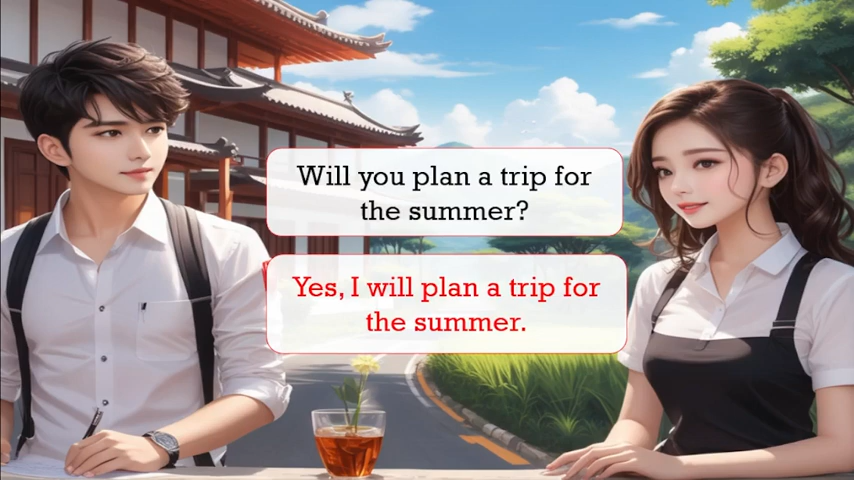 Will you plan a trip for
the summer?
Yes, I will plan a trip for
the summer.